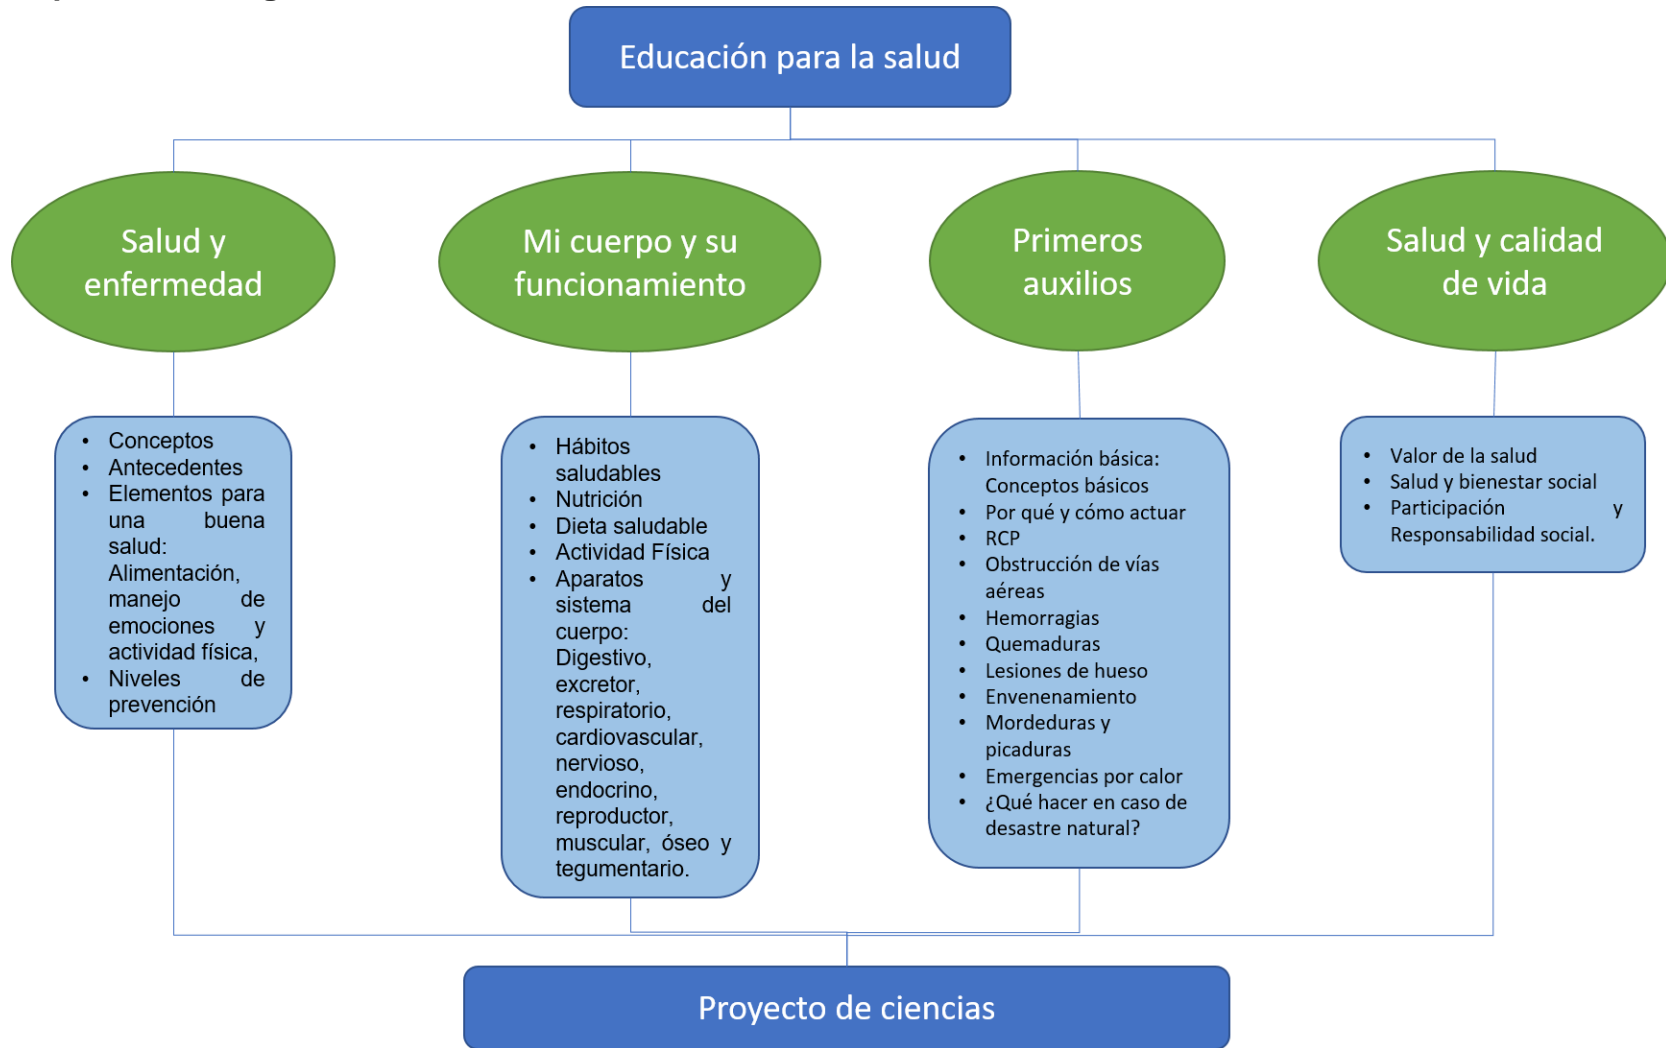 Educación para la salud
Salud y
enfermedad
Mi cuerpo y su
funcionamiento
Primeros
auxilios
Salud y calidad
de vida
• Conceptos
• Antecedentes
• Elementos para
una buena
salud:
Alimentación,
manejo de
emociones y
actividad física,
• Niveles de
prevención
• Hábitos
saludables
• Nutrición
• Dieta saludable
• Actividad Física
• Aparatos y
sistema del
cuerpo:
Digestivo,
excretor,
respiratorio,
cardiovascular,
nervioso,
endocrino,
reproductor,
muscular, óseo y
tegumentario.
• Información básica:
Conceptos básicos
• Por qué y cómo actuar
• RCP
• Obstrucción de vías
aéreas
• Hemorragias
• Quemaduras
• Lesiones de hueso
• Envenenamiento
• Mordeduras y
picaduras
• Emergencias por calor
• ¿Qué hacer en caso de
desastre natural?
• Valor de la salud
• Salud y bienestar social
• Participación y
Responsabilidad social.
Proyecto de ciencias